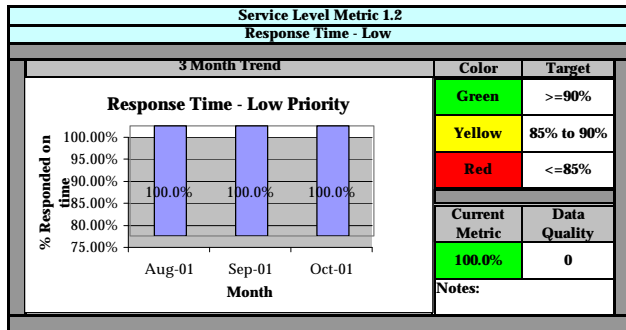 Service Level Metric 1.2
Response Time - Low
3 Month Trend
Color
Target
Response Time - Low Priority
Green
>=90%
Yellow
85% to 90%
Red
<=85%
% Responded on
time
100.00%
95.00%
90.00%
85.00%
80.00%
75.00%
100.0%
100.0%
100.0%
Aug-01
Sep-01
Oct-01
Month
Current
Metric
Data
Quality
100.0%
0
Notes: